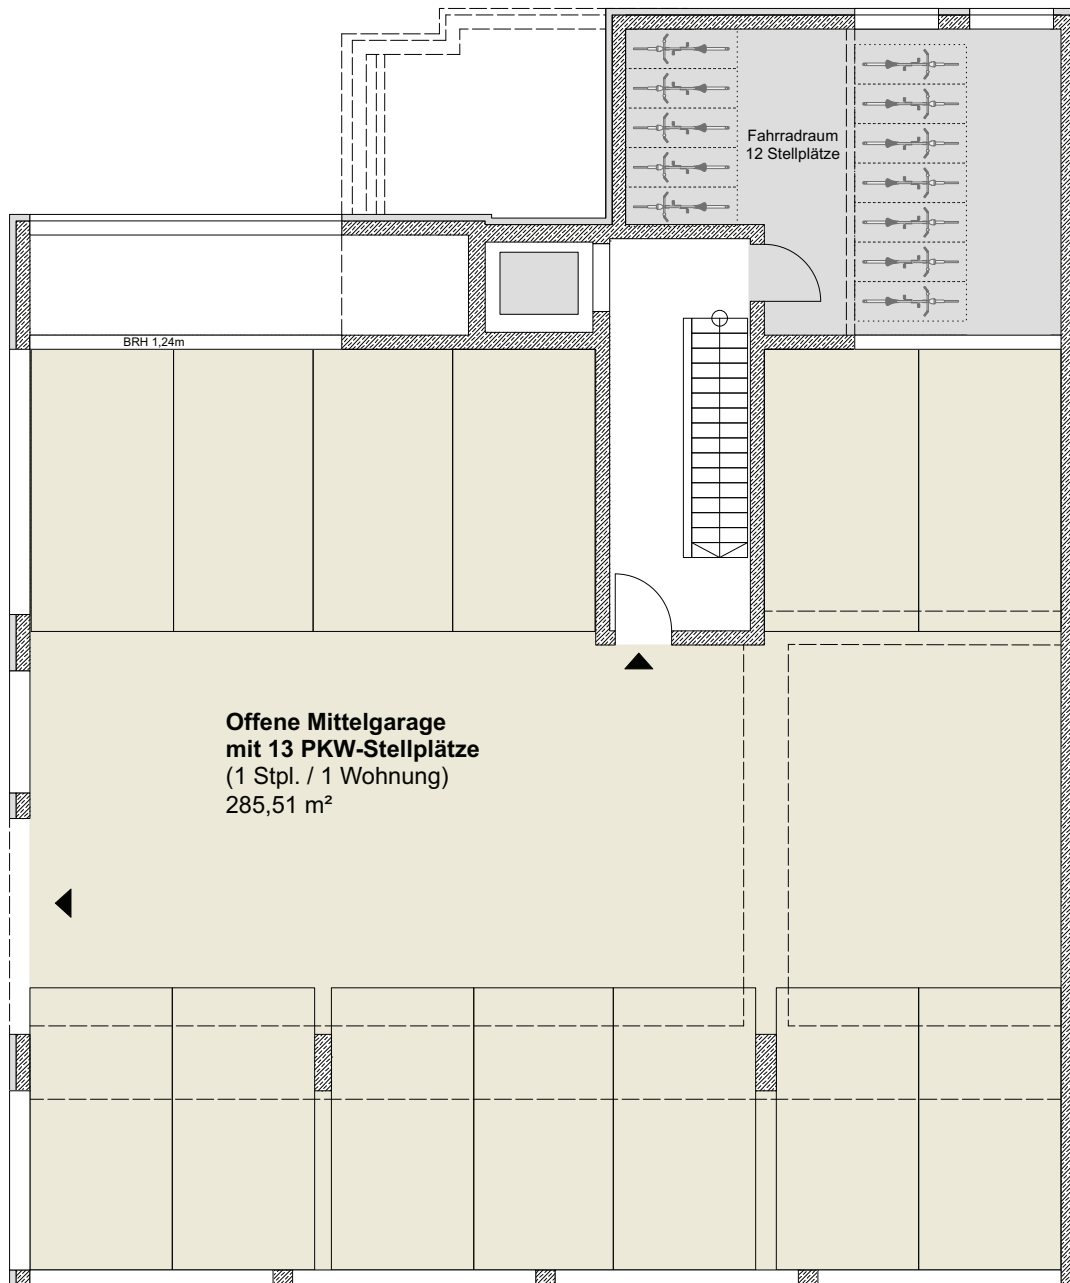 Fahrradraum
12 Stellplätze
BRH 1,24m
Offene Mittelgarage
mit 13 PKW-Stellplätze
(1 Stpl. / 1 Wohnung)
285,51 m²